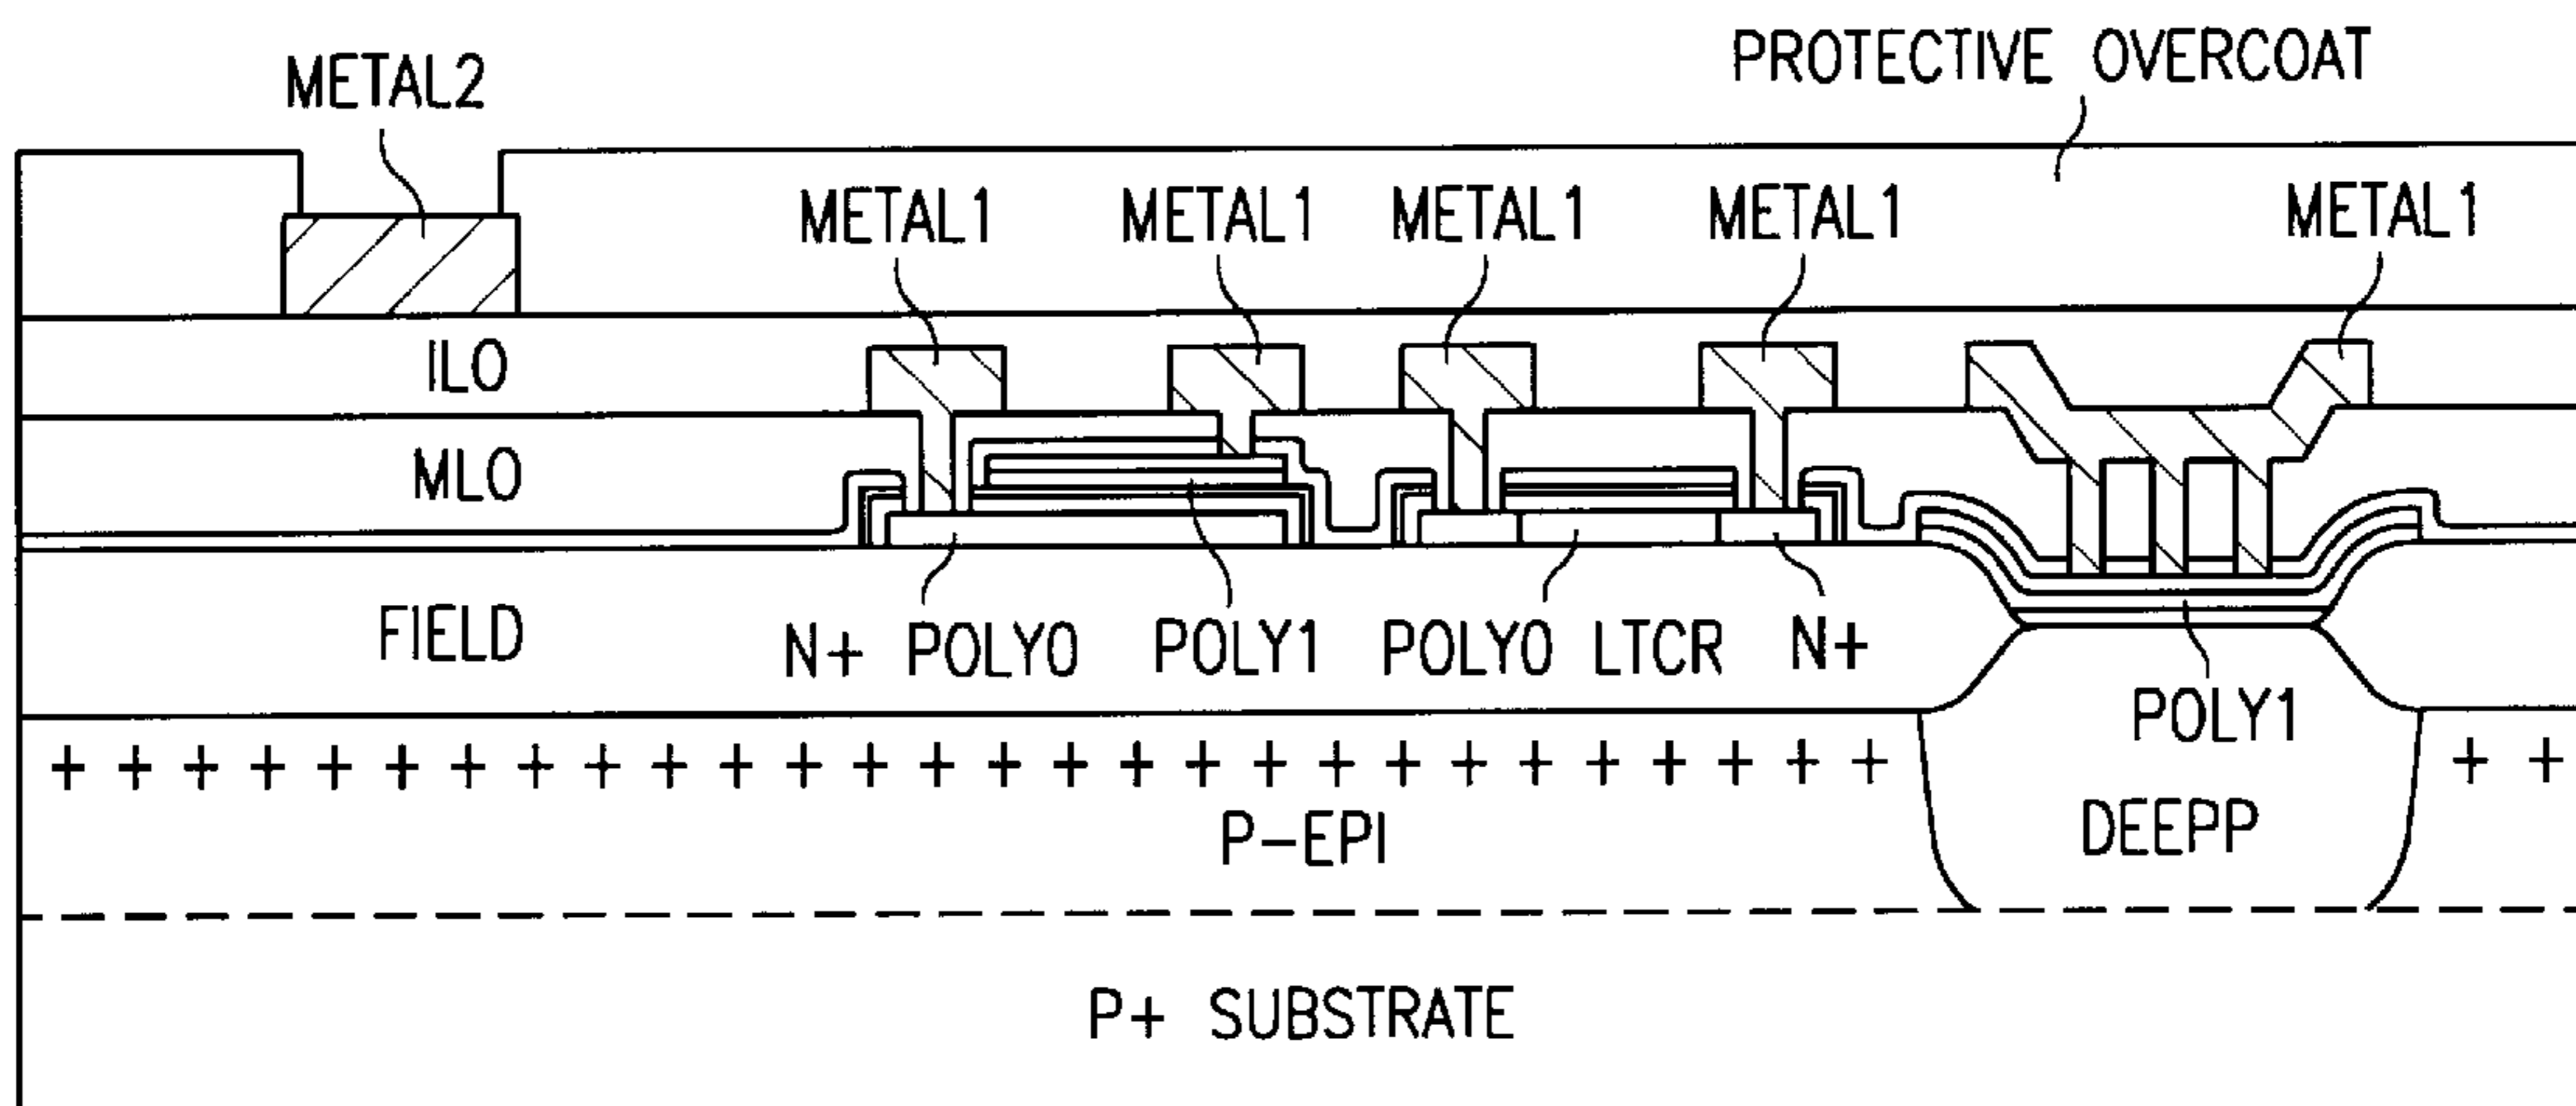 PROTECTIVE OVERCOAT
METAL2
METAL1 METAL1 METAL1 METAL1 METAL1
ILO
MLO
FIELD N+ POLY0 POLY1 POLY0 LTCR N+
POLY1
+ + + + + + + + + + + + + + + + + + + + + + + + + + + + + +
P-EPI DEEPP
P+ SUBSTRATE